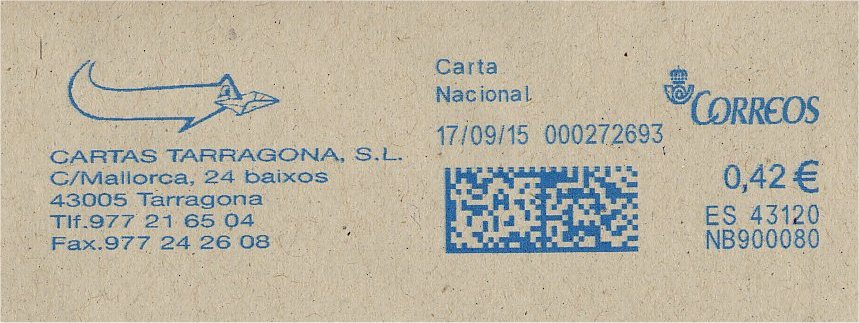 CARTAS TARRAGONA, S.L.
C/Mallorca, 24 baixos
43005 Tarragona
Tlf.977 21 65 04
Fax.977 24 26 08
Carta
Nacional
17/09/15 000272693
CORREOS
0,42 €
ES 43120
NB900080